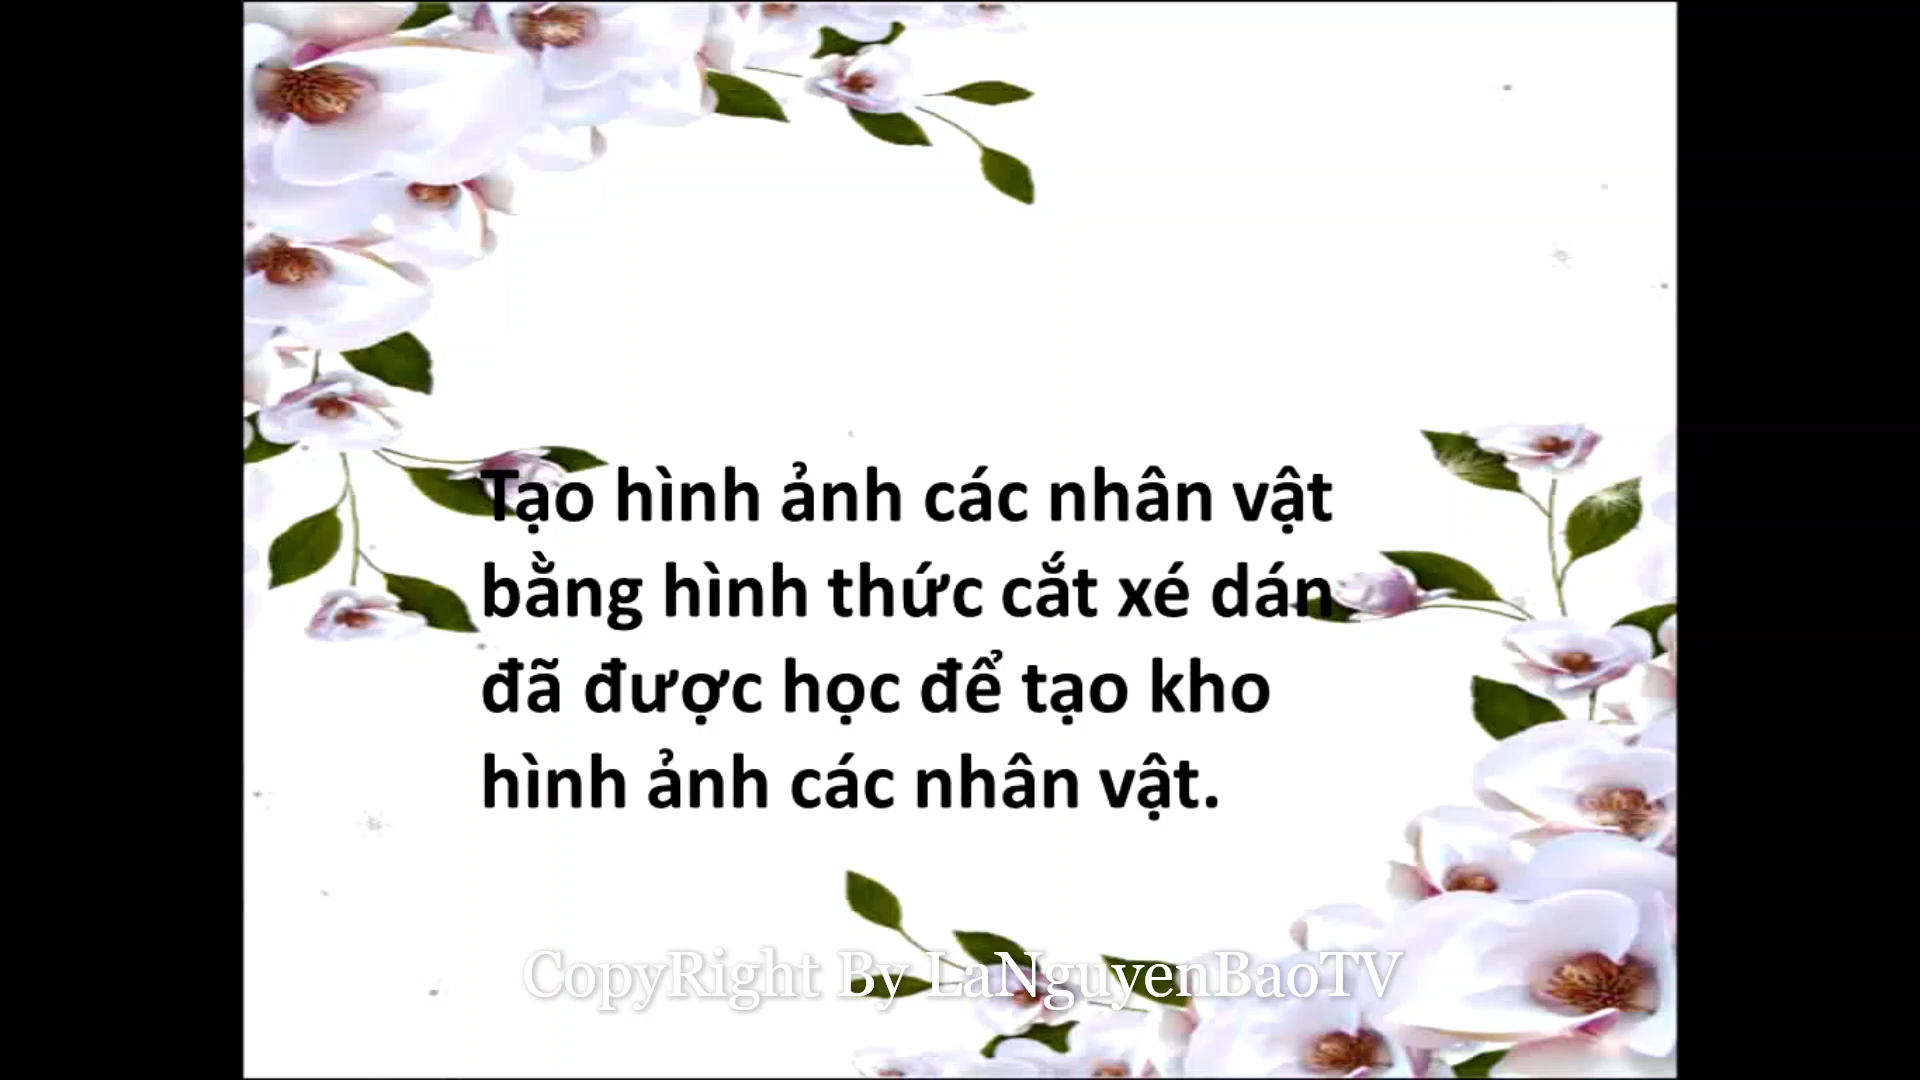 Tạo hình ảnh các nhân vật
bằng hình thức cắt xé dán
đã được học để tạo kho
hình ảnh các nhân vật.
CopyRight By LaNguyenBaoTV